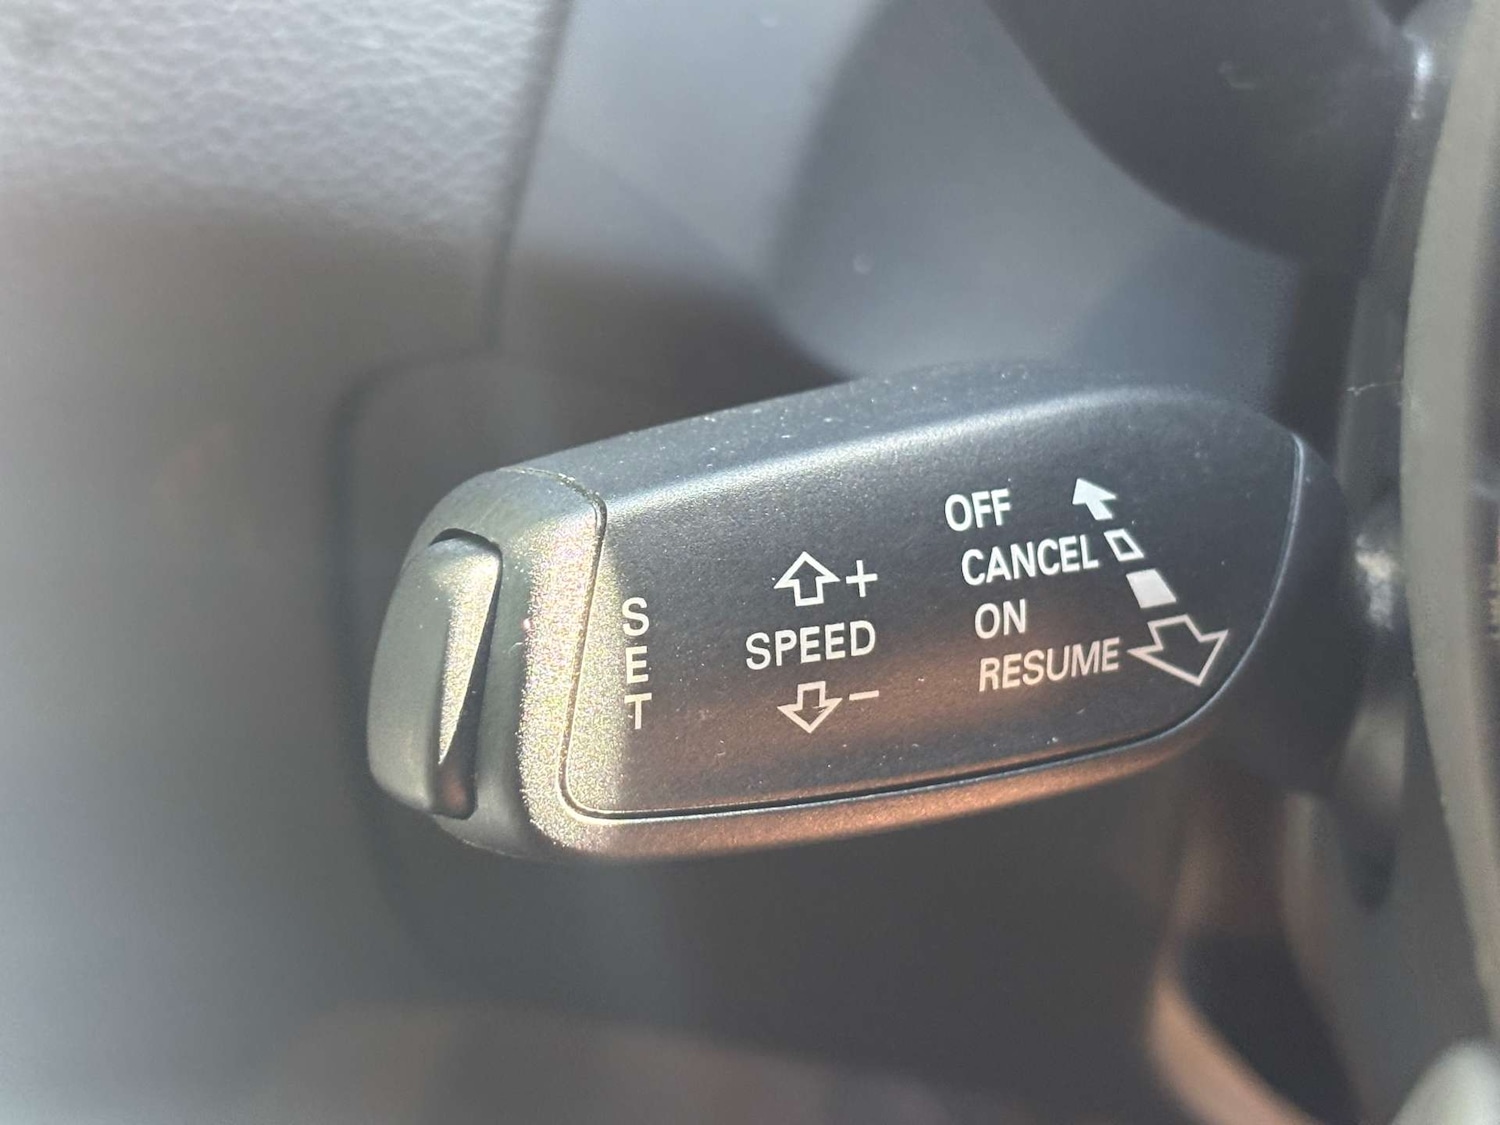 SET
+
SPEED
-
OFF
CANCEL
ON
RESUME